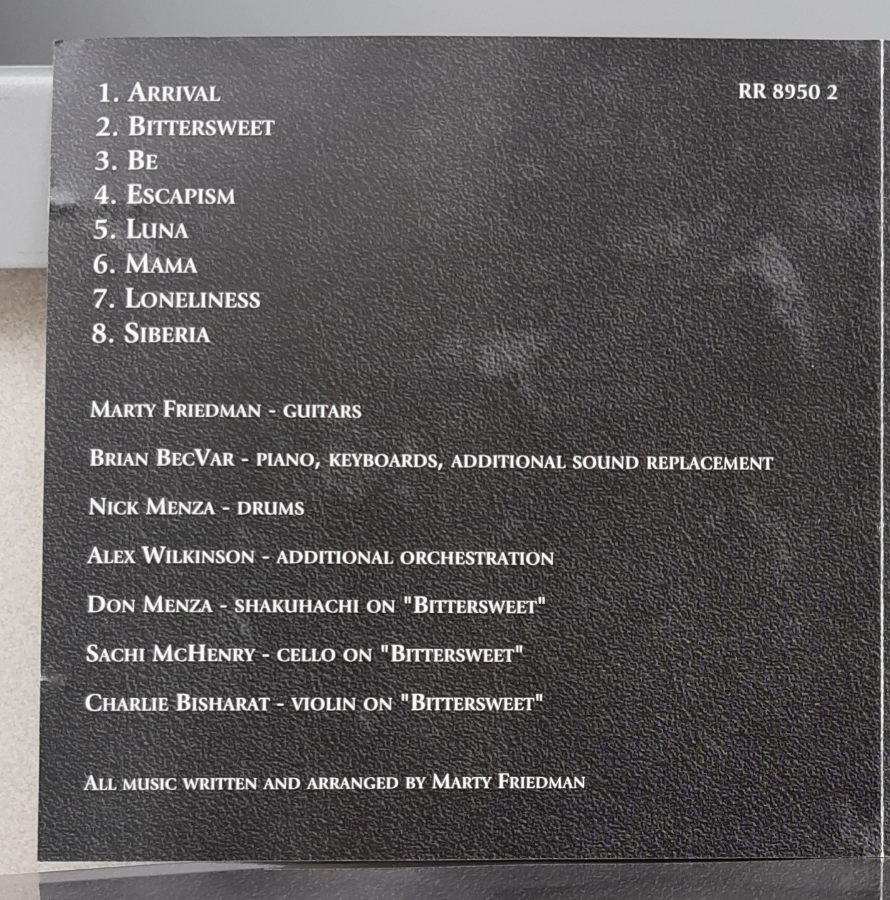 1. Arrival
RR 8950 2
2. Bittersweet
3. Be
4. Escapism
5. Luna
6. Mama
7. Loneliness
8. Siberia
Marty Friedman - guitars
Brian BecVar - piano, keyboards, additional sound replacement
Nick Menza - drums
Alex Wilkinson - additional orchestration
Don Menza - shakuhachi on "Bittersweet"
Sachi McHenry - cello on "Bittersweet"
Charlie Bisharat - violin on "Bittersweet"
All music written and arranged by Marty Friedman